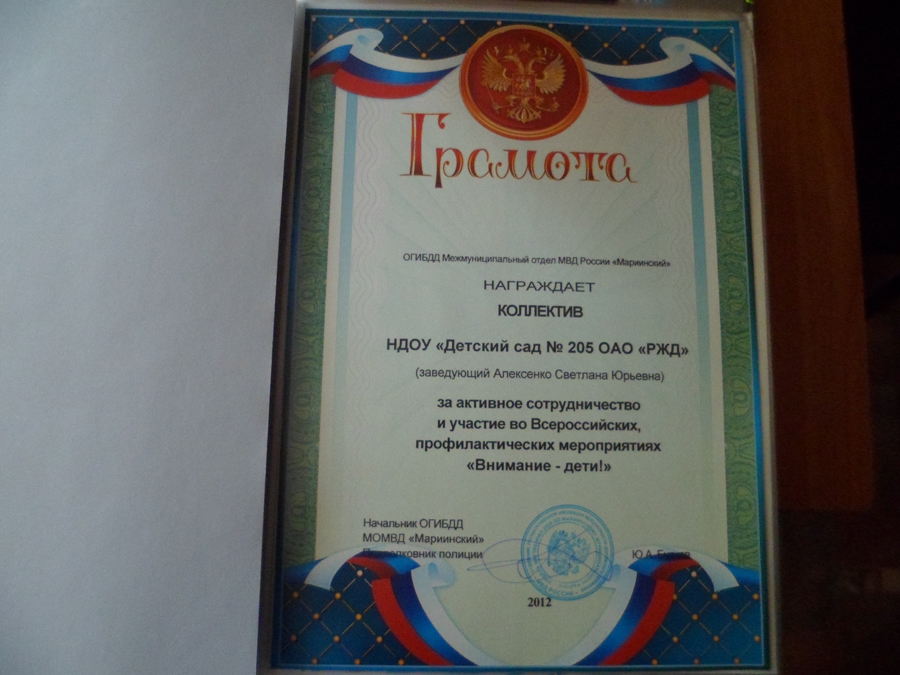 Грамота
ОГИБДД Межмуниципальный отдел МВД России «Мариинский»
НАГРАЖДАЕТ
КОЛЛЕКТИВ
НДОУ «Детский сад № 205 ОАО «РЖД»
(заведующий Алексенко Светлана Юрьевна)
за активное сотрудничество
и участие во Всероссийских,
профилактических мероприятиях
«Внимание - дети!»
Начальник ОГИБДД
МОМВД «Мариинский»
полиции
Ю.А.
2012